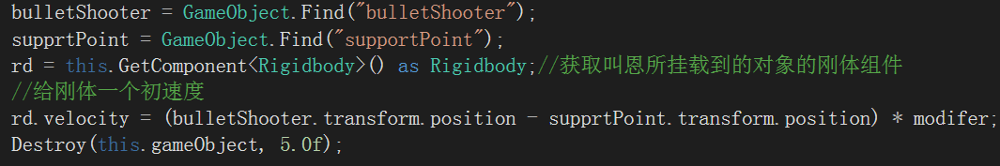 bulletShooter = GameObject.Find("bulletShooter");
supprtPoint = GameObject.Find("supportPoint");
rd = this.GetComponent<Rigidbody>() as Rigidbody;//获取叫恩所挂载到的对象的刚体组件
//给刚体一个初速度
rd.velocity = (bulletShooter.transform.position - supprtPoint.transform.position) * modifer;
Destroy(this.gameObject, 5.0f);